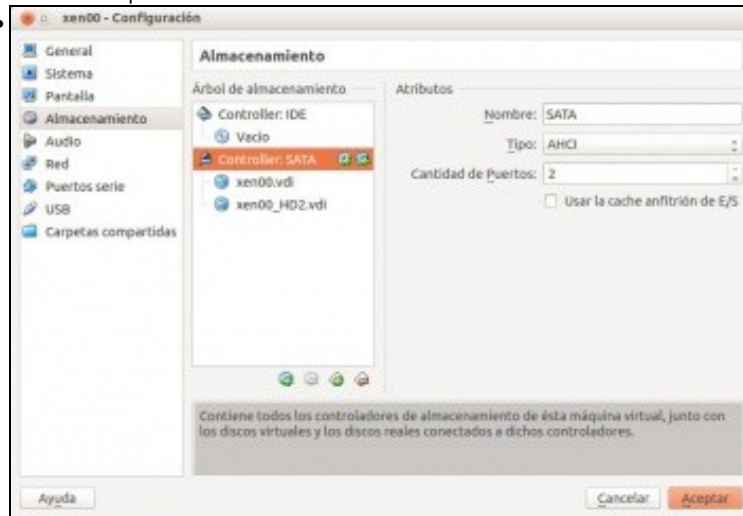 xen00 - Configuración
General
Sistema
Pantalla
Almacenamiento
Audio
Red
Puertos serie
USB
Carpetas compartidas
Almacenamiento
Árbol de almacenamiento
Controller: IDE
Vacío
Controller: SATA
xen00.vdi
xen00_HD2.vdi
Atributos
Nombre: SATA
Tipo: AHCI
Cantidad de Puertos: 2
Usar la cache anfitrión de E/S
Contiene todos los controladores de almacenamiento de ésta máquina virtual, junto con
los discos virtuales y los discos reales conectados a dichos controladores.
Ayuda
Cancelar
Aceptar